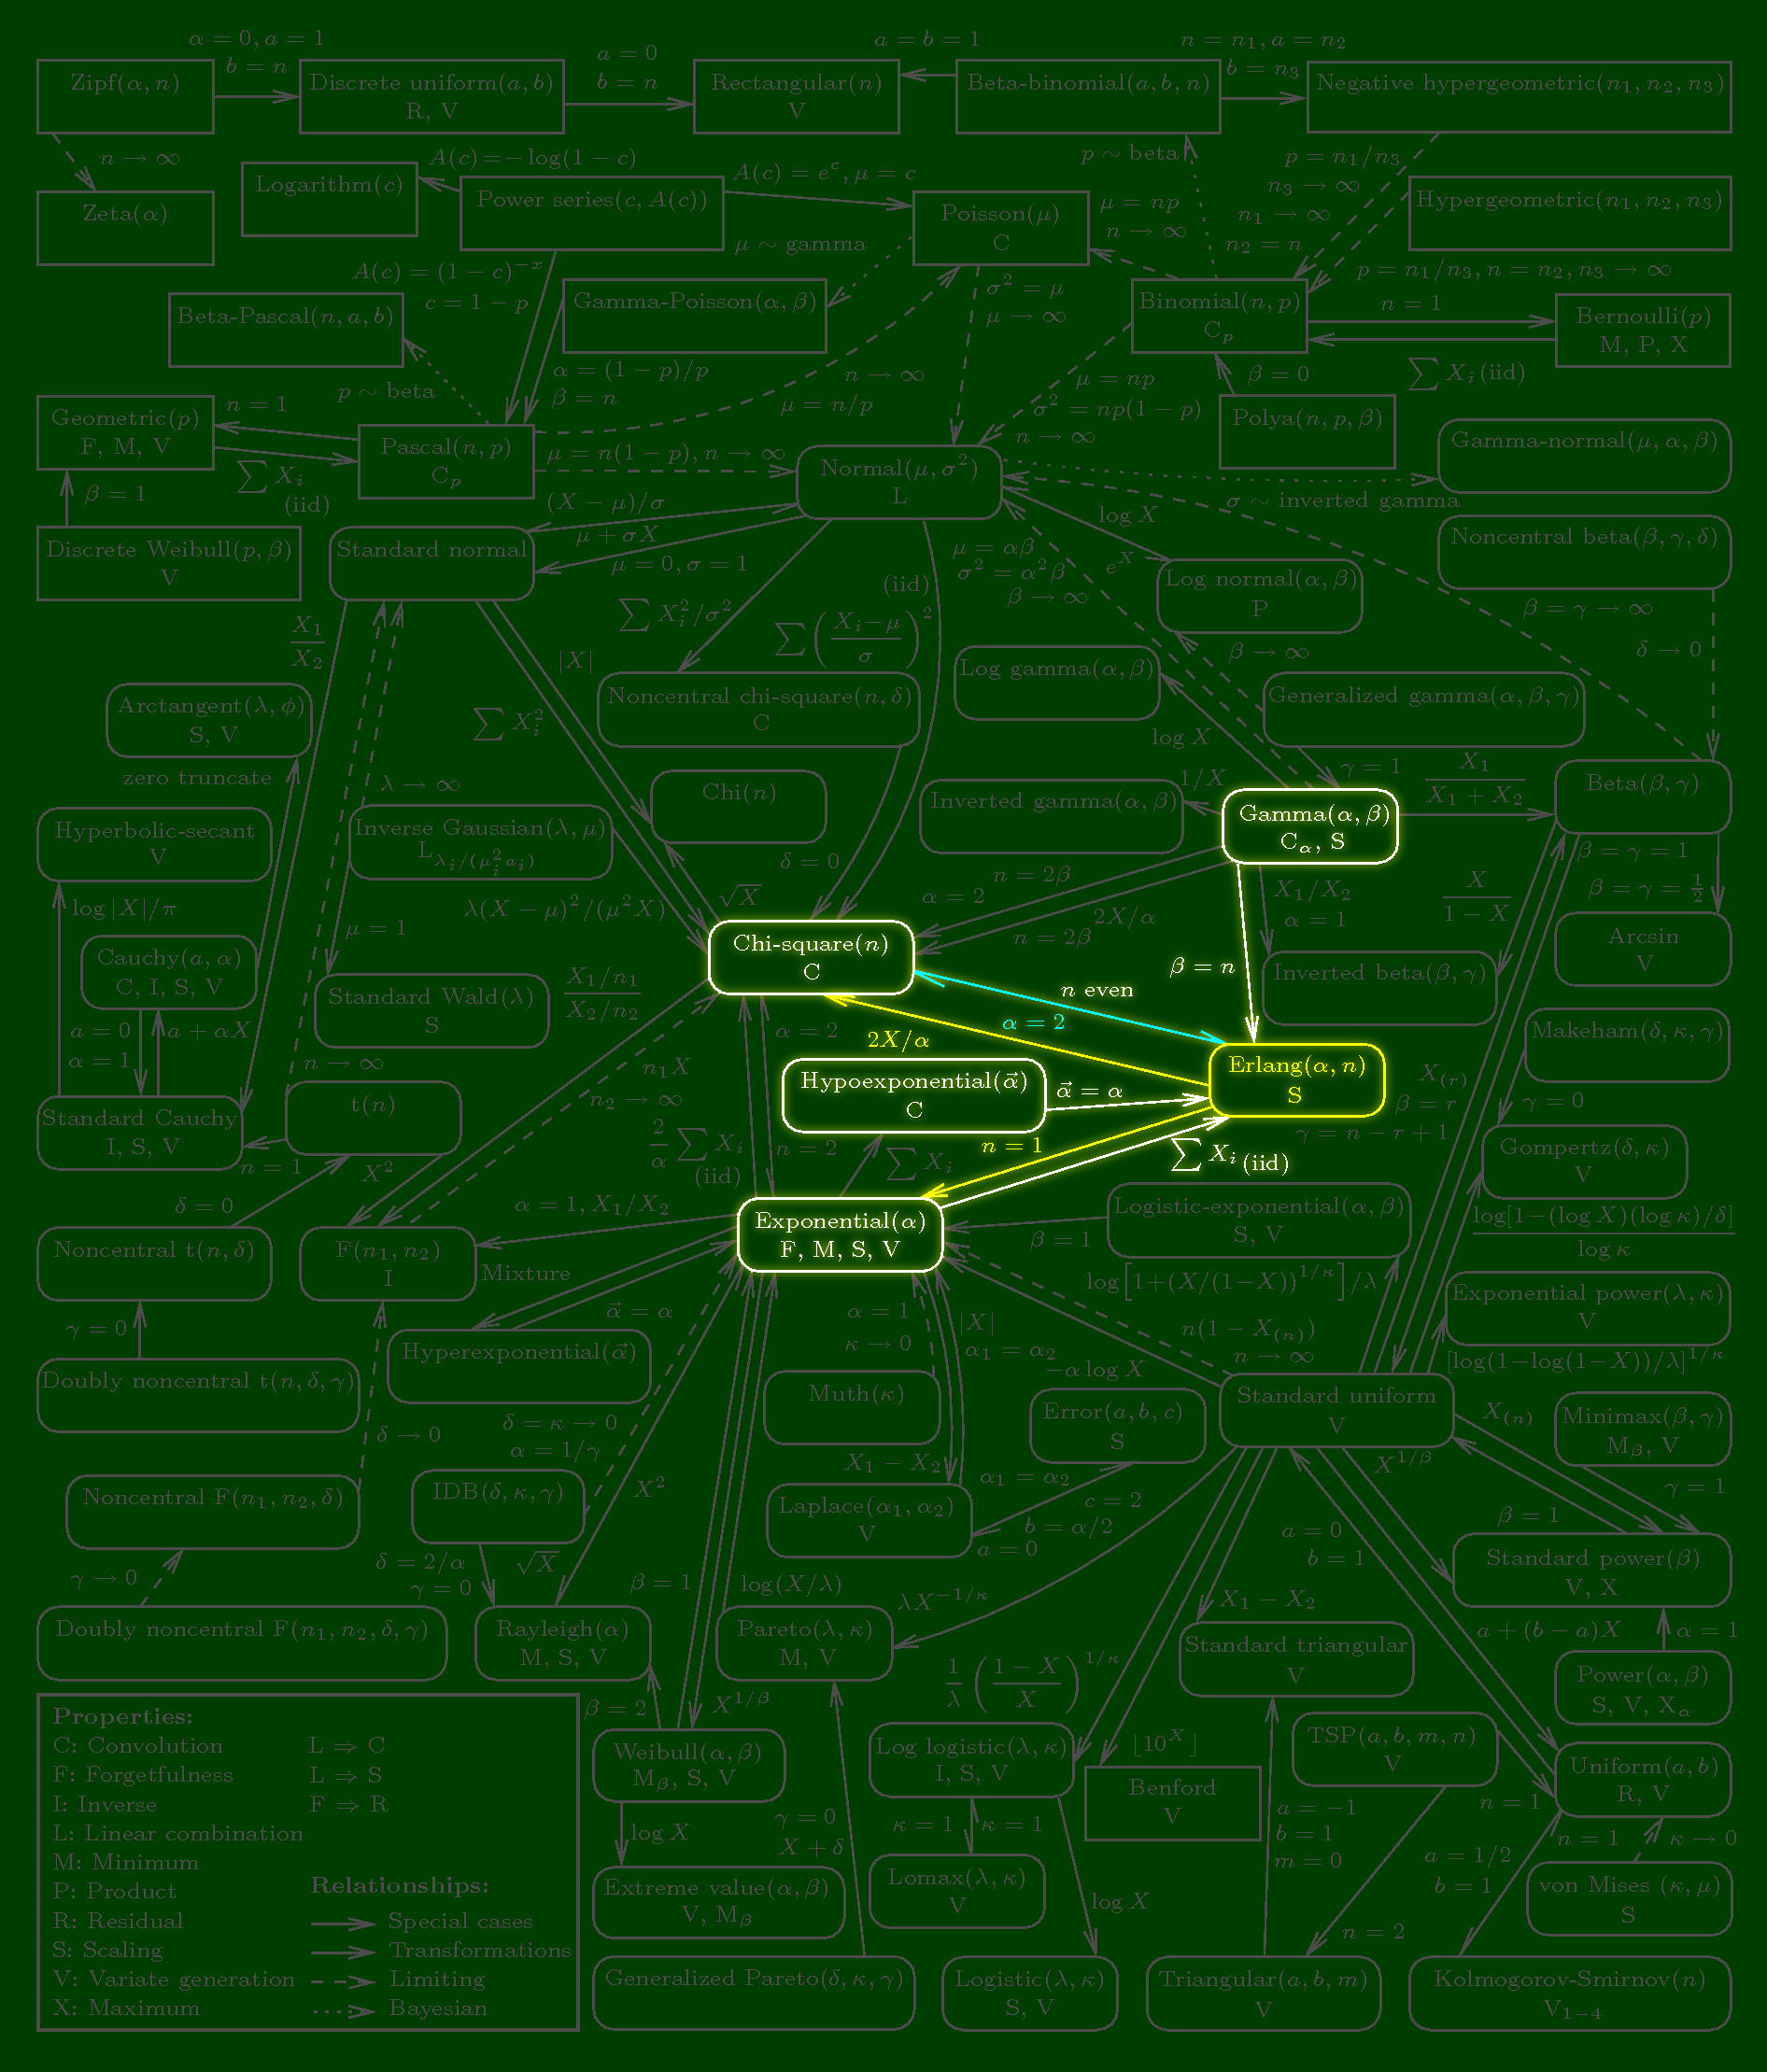 α = 0, a = 1
b = n
a = 0
b = n
a = b = 1
n = n₁, a = n₂
b = n₃
Zipf(α, n)
Discrete uniform(a, b)
R, V
Rectangular(n)
V
Beta-binomial(a, b, n)
Negative hypergeometric(n₁, n₂, n₃)
n → ∞
A(c) = − log(1 − c)
A(c) = eᶜ, μ = c
p ∼ beta
p = n₁/n₃
n₃ → ∞
n₁ → ∞
n₂ = n
Logarithm(c)
Power series(c, A(c))
Zeta(α)
Poisson(μ)
C
μ = np
n → ∞
Hypergeometric(n₁, n₂, n₃)
μ ∼ gamma
A(c) = (1 − c)⁻ˣ
c = 1 − p
σ² = μ
μ → ∞
p = n₁/n₃, n = n₂, n₃ → ∞
Beta-Pascal(n, a, b)
Gamma-Poisson(α, β)
Binomial(n, p)
Cₚ
n = 1
Bernoulli(p)
M, P, X
∑ Xᵢ (iid)
p ∼ beta
α = (1 − p)/p
β = n
n → ∞
μ = n/p
μ = np
σ² = np(1 − p)
n → ∞
β = 0
Polya(n, p, β)
Geometric(p)
F, M, V
n = 1
∑ Xᵢ
(iid)
Pascal(n, p)
Cₚ
μ = n(1 − p), n → ∞
Normal(μ, σ²)
L
Gamma-normal(μ, α, β)
σ ∼ inverted gamma
β = 1
Discrete Weibull(p, β)
V
(X − μ)/σ
μ + σX
μ = 0, σ = 1
Standard normal
log X
eˣ
μ = αβ
σ² = α²β
β → ∞
Log normal(α, β)
P
Noncentral beta(β, γ, δ)
β = γ → ∞
δ → 0
X₁/X₂
|X|
∑ Xᵢ²
∑ Xᵢ²/σ²
(iid)
∑ ((Xᵢ−μ)/σ)²
β → ∞
Log gamma(α, β)
Noncentral chi-square(n, δ)
C
Generalized gamma(α, β, γ)
Arctangent(λ, φ)
S, V
log X
γ = 1
X₁/(X₁ + X₂)
zero truncate
λ → ∞
Chi(n)
1/X
Inverted gamma(α, β)
Gamma(α, β)
C_α, S
Beta(β, γ)
Hyperbolic-secant
V
Inverse Gaussian(λ, μ)
L_{λᵢ/(μᵢ²aᵢ)}
δ = 0
√X
n = 2β
α = 2
2X/α
n = 2β
X₁/X₂
α = 1
X/(1 − X)
β = γ = 1
β = γ = 1/2
log |X|/π
λ(X − μ)²/(μ²X)
μ = 1
Cauchy(a, α)
C, I, S, V
Chi-square(n)
C
β = n
Inverted beta(β, γ)
Arcsin
V
Standard Wald(λ)
S
(X₁/n₁)/(X₂/n₂)
n even
α = 2
a = 0
α = 1
a + αX
α = 2
2X/α
Makeham(δ, κ, γ)
n → ∞
n₁X
n₂ → ∞
Hypoexponential(α⃗)
C
α⃗ = α
Erlang(α, n)
S
X₍ᵣ₎
β = r
γ = n − r + 1
γ = 0
Standard Cauchy
I, S, V
t(n)
n = 1
X²
2/α ∑ Xᵢ
(iid)
n = 2
∑ Xᵢ
n = 1
∑ Xᵢ (iid)
Gompertz(δ, κ)
V
δ = 0
α = 1, X₁/X₂
Exponential(α)
F, M, S, V
Logistic-exponential(α, β)
S, V
β = 1
log[1−(log X)(log κ)/δ]
log κ
Noncentral t(n, δ)
F(n₁, n₂)
I
Mixture
α⃗ = α
log[1+(X/(1−X))^{1/κ}]/λ
Exponential power(λ, κ)
V
γ = 0
Doubly noncentral t(n, δ, γ)
Hyperexponential(α⃗)
α = 1
κ → 0
|X|
α₁ = α₂
n(1 − X₍ₙ₎)
n → ∞
−α log X
[log(1−log(1−X))/λ]^{1/κ}
Muth(κ)
Error(a, b, c)
S
Standard uniform
V
X₍ₙ₎
Minimax(β, γ)
M_β, V
δ → 0
δ = κ → 0
α = 1/γ
X²
X₁ − X₂
α₁ = α₂
X^{1/β}
γ = 1
Noncentral F(n₁, n₂, δ)
IDB(δ, κ, γ)
Laplace(α₁, α₂)
V
c = 2
b = α/2
a = 0
a = 0
b = 1
β = 1
Standard power(β)
V, X
γ → 0
δ = 2/α
γ = 0
√X
β = 1
log(X/λ)
λX^{−1/κ}
X₁ − X₂
Doubly noncentral F(n₁, n₂, δ, γ)
Rayleigh(α)
M, S, V
Pareto(λ, κ)
M, V
Standard triangular
V
a + (b − a)X
α = 1
Power(α, β)
S, V, X_α
1/λ ((1 − X)/X)^{1/κ}
β = 2
X^{1/β}
Properties:
C: Convolution L ⇒ C
F: Forgetfulness L ⇒ S
I: Inverse F ⇒ R
L: Linear combination
M: Minimum
P: Product
Relationships:
R: Residual Special cases
S: Scaling Transformations
V: Variate generation Limiting
X: Maximum Bayesian
Weibull(α, β)
M_β, S, V
Log logistic(λ, κ)
I, S, V
⌊10ˣ⌋
Benford
V
TSP(a, b, m, n)
V
Uniform(a, b)
R, V
log X
γ = 0
X + δ
κ = 1
κ = 1
a = −1
b = 1
m = 0
n = 1
a = 1/2
b = 1
n = 1
κ → 0
Extreme value(α, β)
V, M_β
Lomax(λ, κ)
V
log X
n = 2
von Mises (κ, μ)
S
Generalized Pareto(δ, κ, γ)
Logistic(λ, κ)
S, V
Triangular(a, b, m)
V
Kolmogorov-Smirnov(n)
V₁₋₄